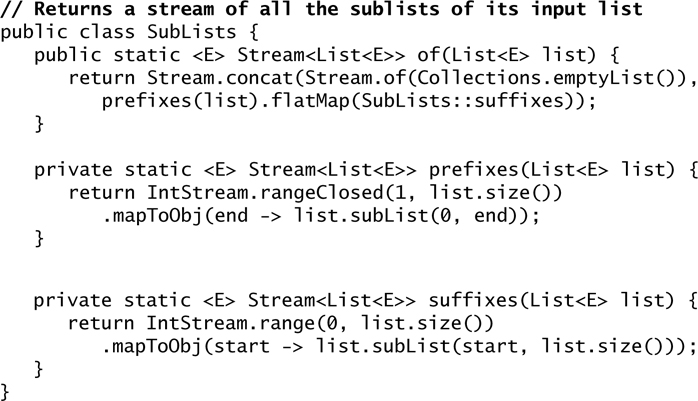 // Returns a stream of all the sublists of its input list
public class SubLists {
   public static <E> Stream<List<E>> of(List<E> list) {
      return Stream.concat(Stream.of(Collections.emptyList()),
         prefixes(list).flatMap(SubLists::suffixes));
   }

   private static <E> Stream<List<E>> prefixes(List<E> list) {
      return IntStream.rangeClosed(1, list.size())
         .mapToObj(end -> list.subList(0, end));
   }

   private static <E> Stream<List<E>> suffixes(List<E> list) {
      return IntStream.range(0, list.size())
         .mapToObj(start -> list.subList(start, list.size()));
   }
}